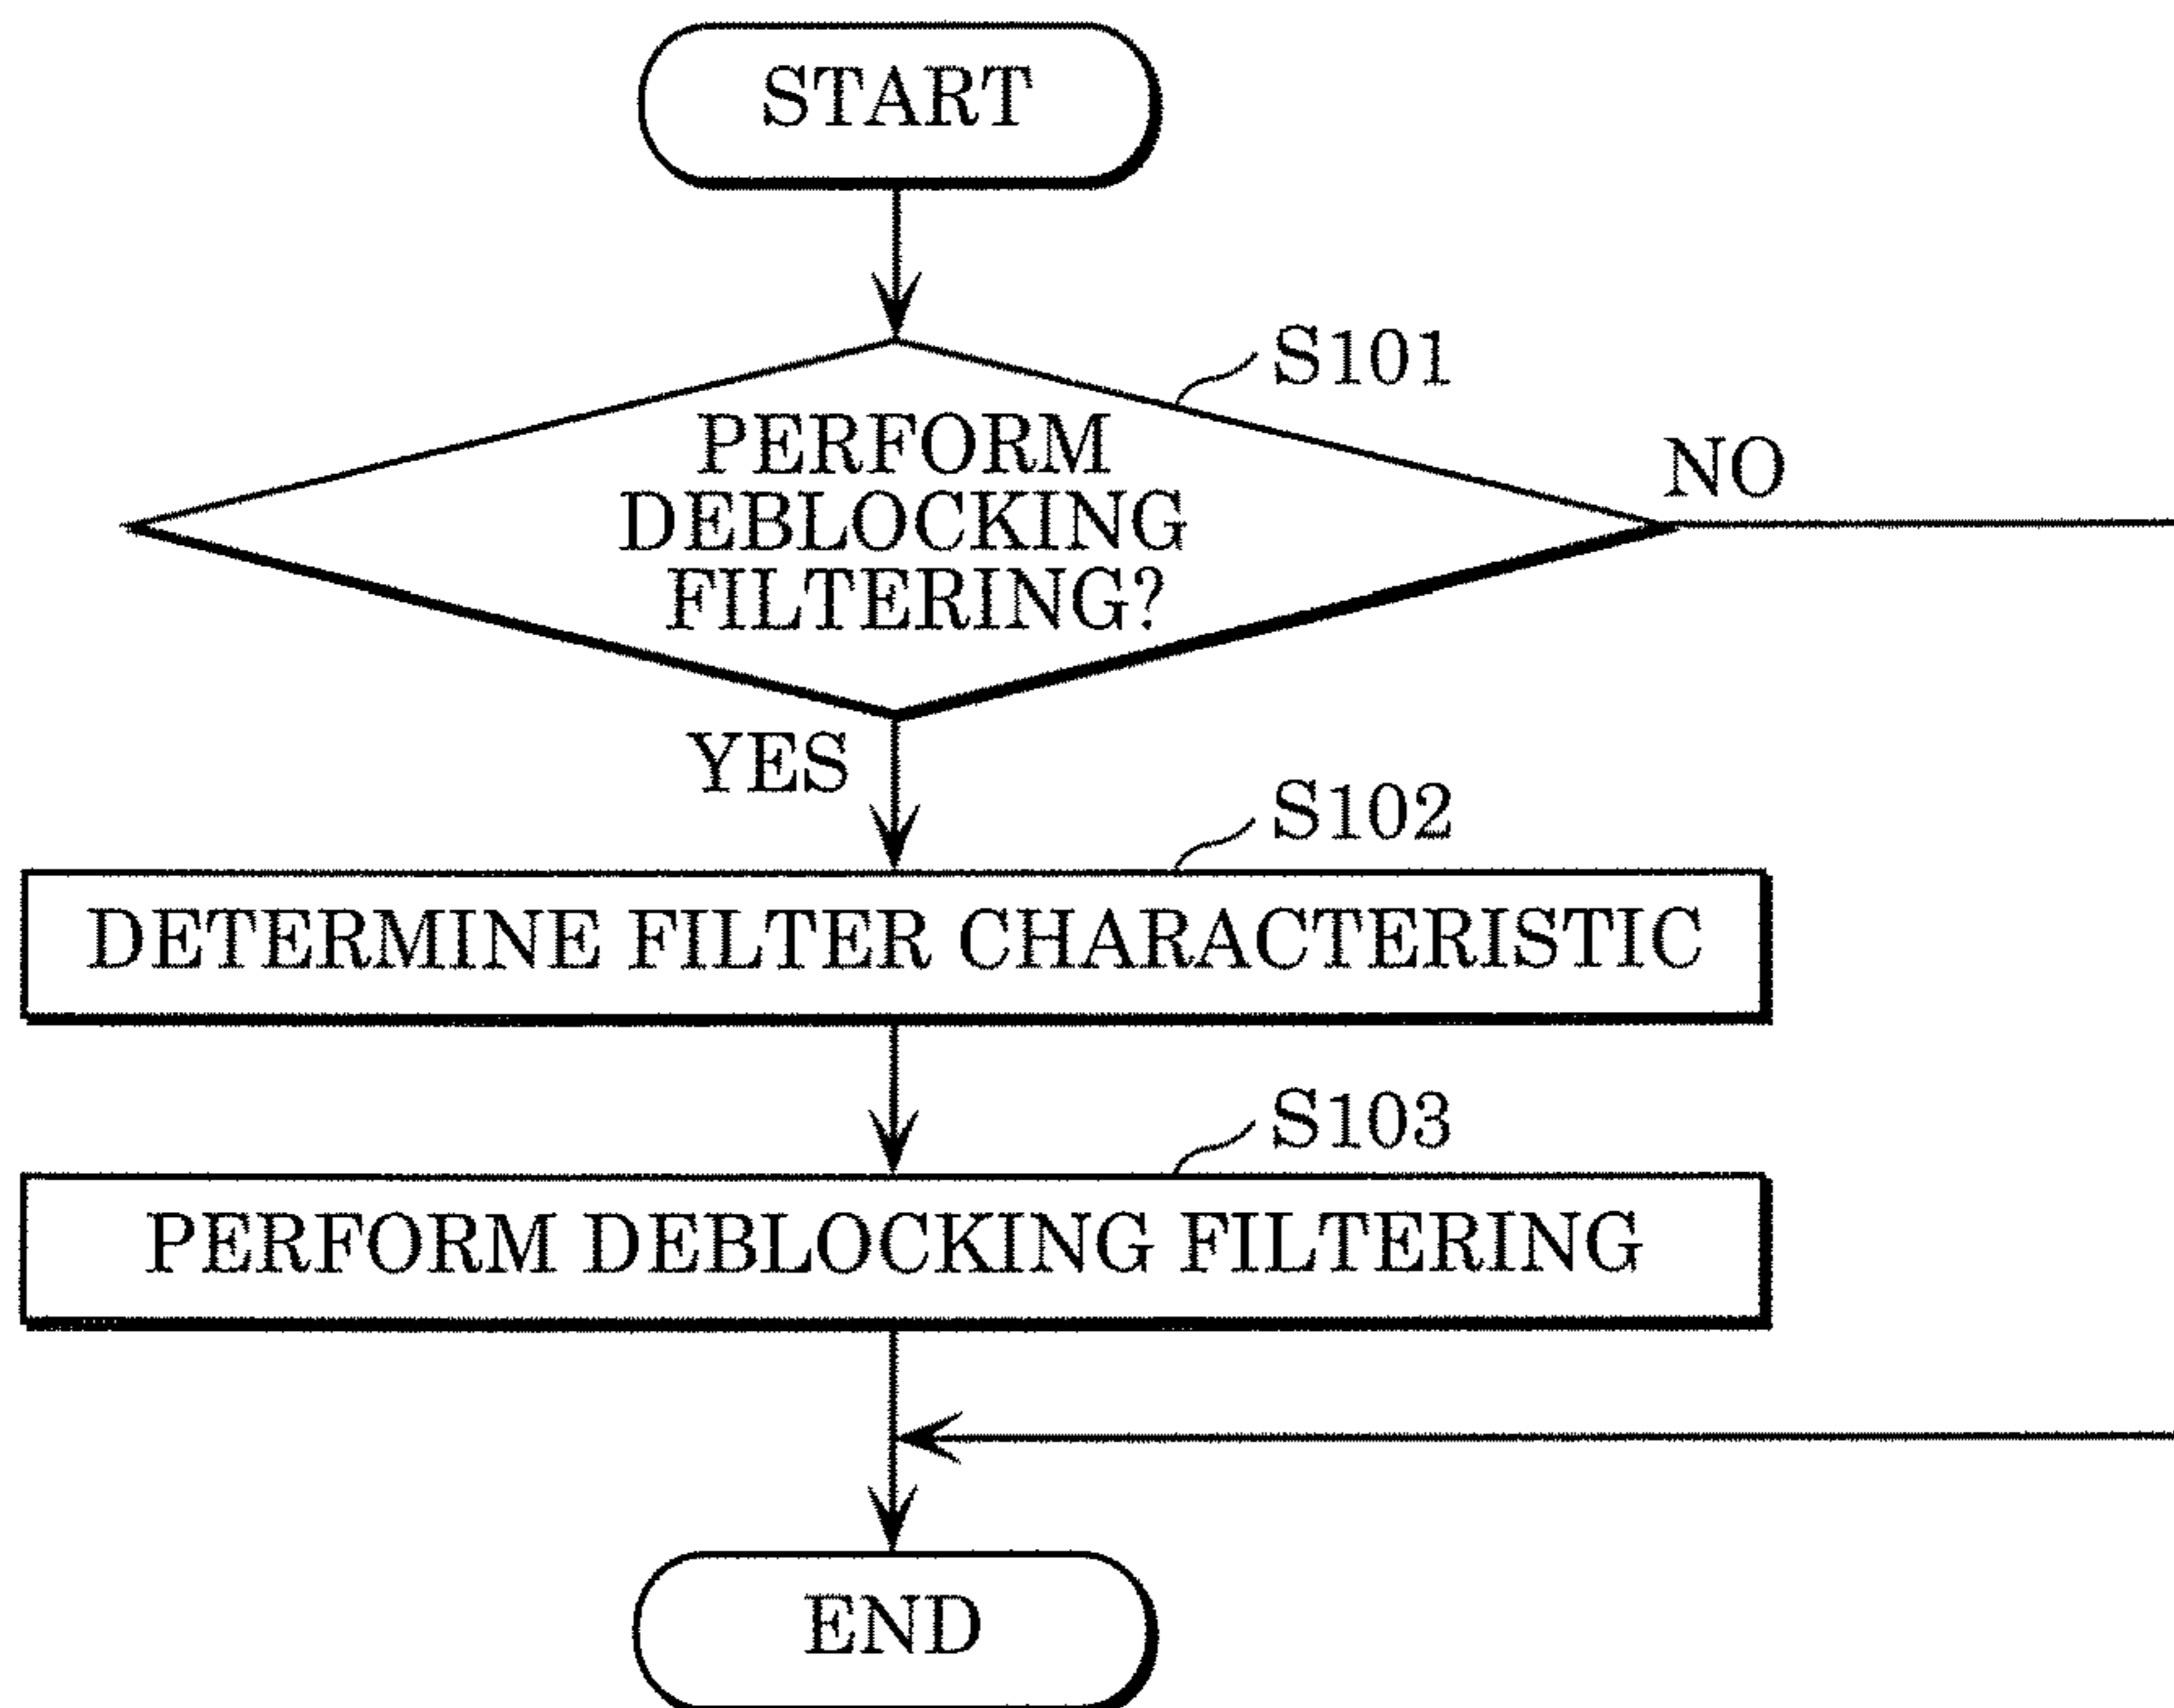 START
S101
PERFORM
DEBLOCKING
FILTERING?
NO
YES
S102
DETERMINE FILTER CHARACTERISTIC
S103
PERFORM DEBLOCKING FILTERING
END